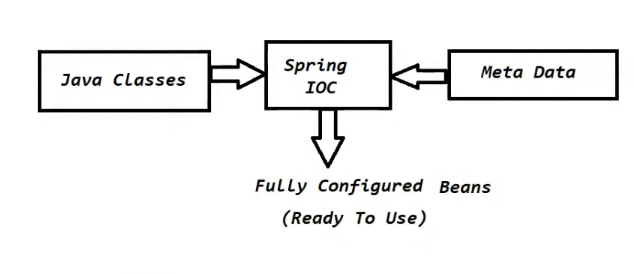 Java Classes
Spring
IOC
Meta Data
Fully Configured Beans
(Ready To Use)